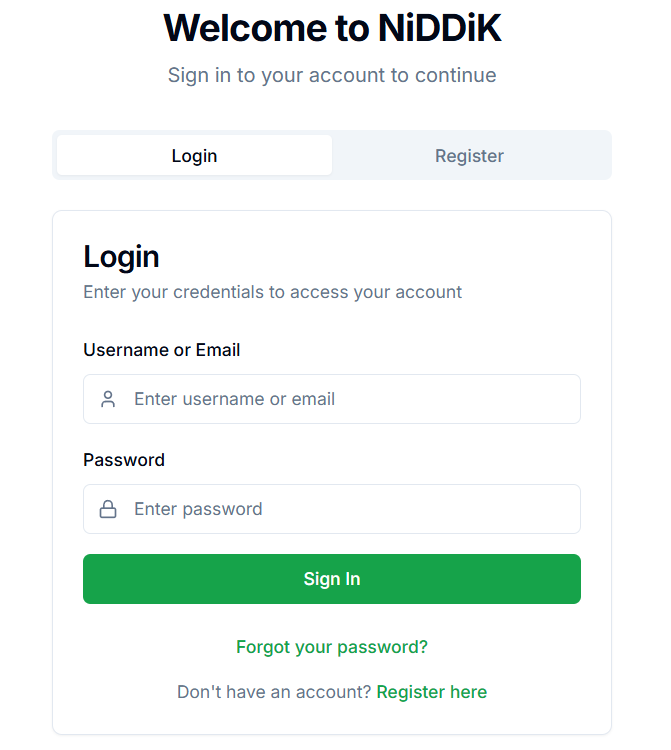 Welcome to NiDDiK
Sign in to your account to continue
Login
Register
Login
Enter your credentials to access your account
Username or Email
Enter username or email
Password
Enter password
Sign In
Forgot your password?
Don't have an account? Register here